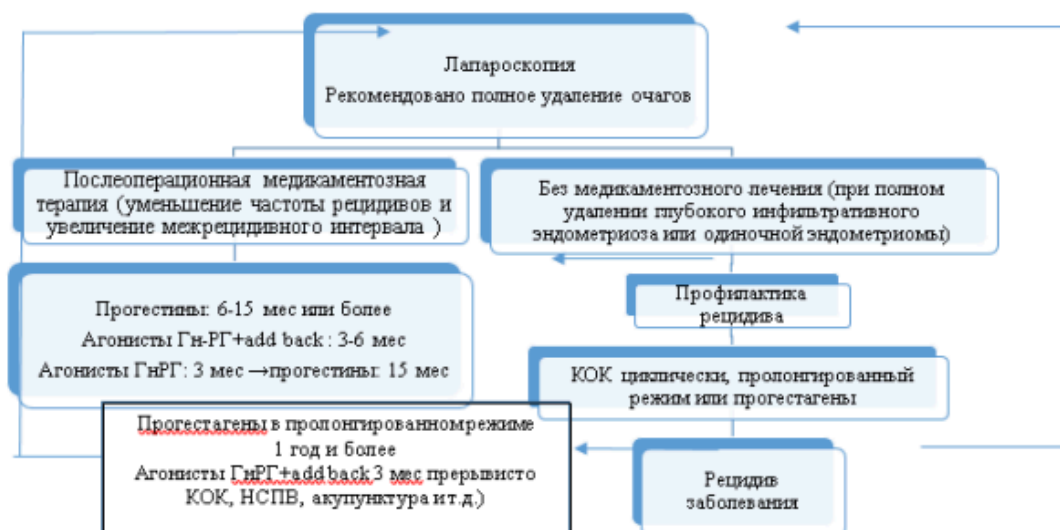 Лапароскопия
Рекомендовано полное удаление очагов
Послеоперационная медикаментозная
терапия (уменьшение частоты рецидивов и
увеличение межрецидивного интервала )
Без медикаментозного лечения (при полном
удалении глубокого инфильтративного
эндометриоза или одиночной эндометриомы)
Прогестины: 6-15 мес или более
Агонисты Гн-РГ+add back : 3-6 мес
Агонисты ГнРГ: 3 мес →прогестины: 15 мес
Профилактика
рецидива
КОК циклически, пролонгированный
режим или прогестагены
Прогестагены в пролонгированномрежиме
1 год и более
Агонисты ГнРГ+add back 3 мес прерывисто
КОК, НСПВ, акупунктура и т.д.)
Рецидив
заболевания